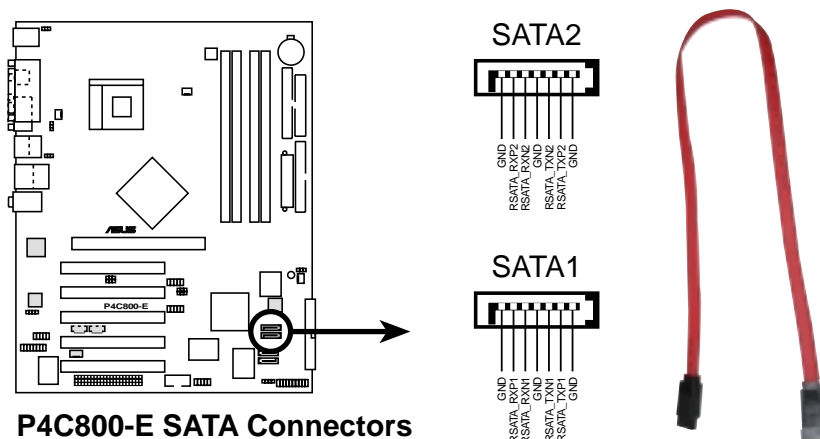 SATA2
GND
RSATA_RXP2
RSATA_RXN2
GND
RSATA_TXN2
RSATA_TXP2
GND
/ISUS
P4C800-E
SATA1
GND
RSATA_RXP1
RSATA_RXN1
GND
RSATA_TXN1
RSATA_TXP1
GND
P4C800-E SATA Connectors